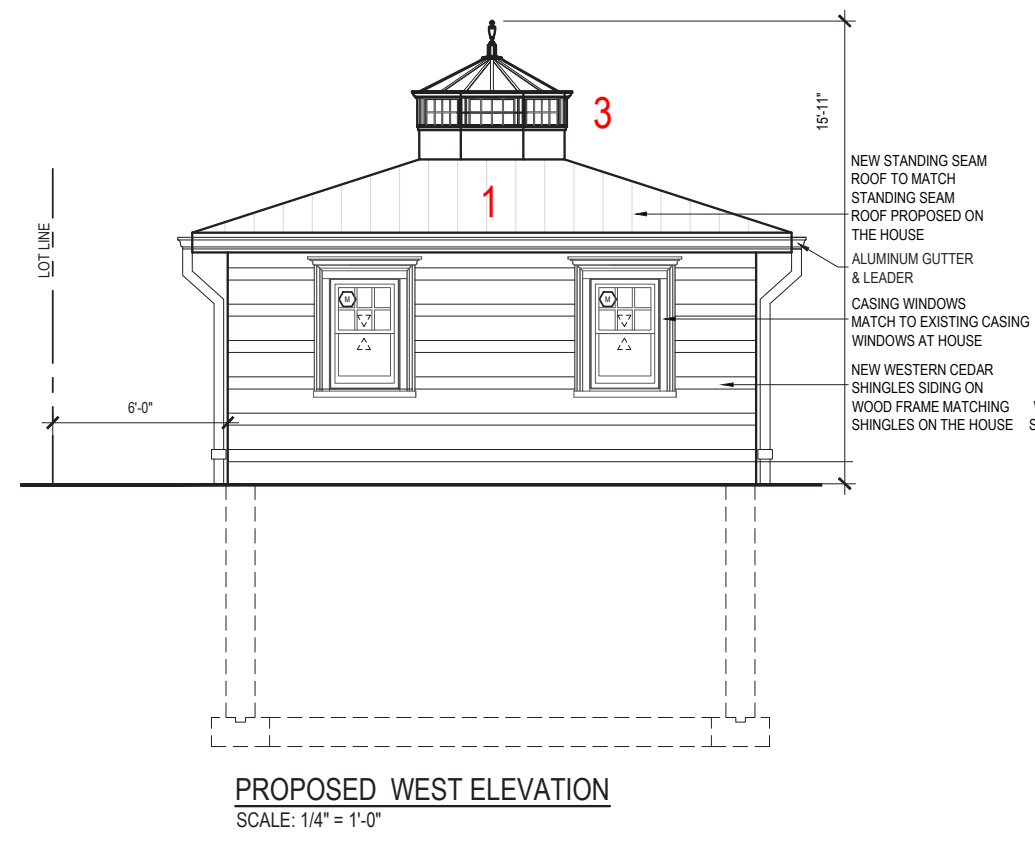 3
15'-11"
1
LOT LINE
NEW STANDING SEAM
ROOF TO MATCH
STANDING SEAM
ROOF PROPOSED ON
THE HOUSE
ALUMINUM GUTTER
& LEADER
M
M
CASING WINDOWS
MATCH TO EXISTING CASING
WINDOWS AT HOUSE
NEW WESTERN CEDAR
SHINGLES SIDING ON
WOOD FRAME MATCHING
SHINGLES ON THE HOUSE
6'-0"
PROPOSED WEST ELEVATION
SCALE: 1/4" = 1'-0"